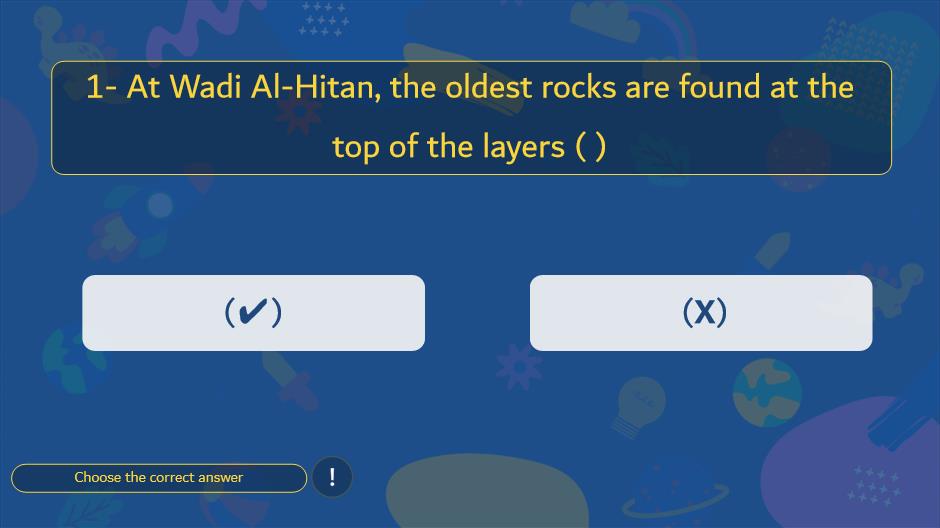 1- At Wadi Al-Hitan, the oldest rocks are found at the
top of the layers ( )
(✔)
(X)
Choose the correct answer
!